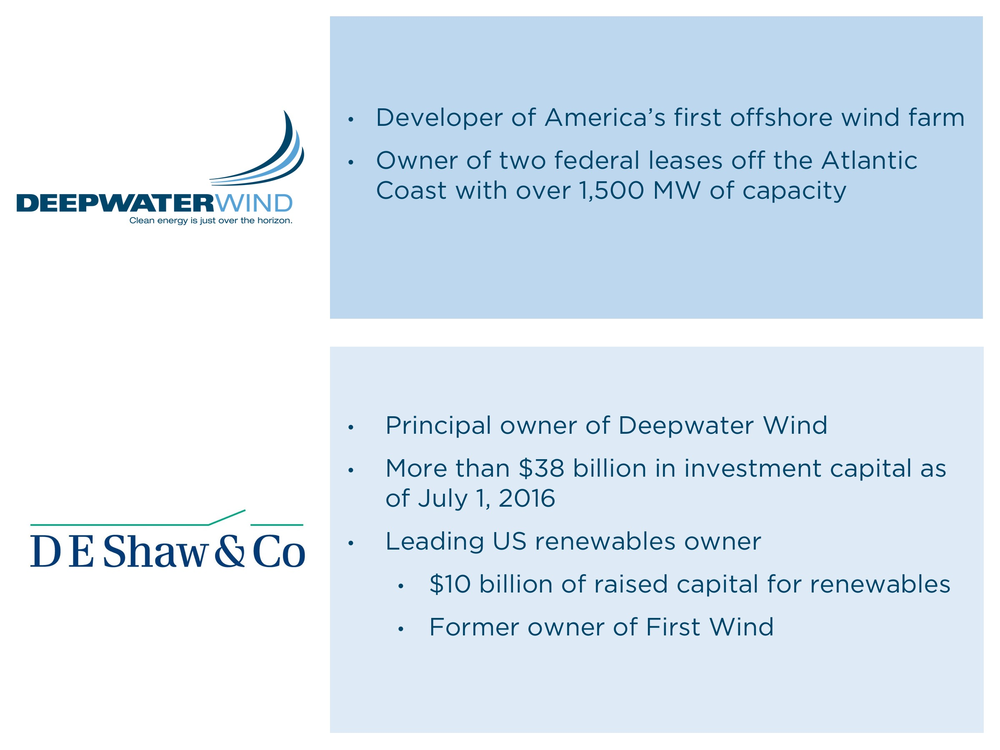 DEEPWATERWIND
Clean energy is just over the horizon.
• Developer of America’s first offshore wind farm
• Owner of two federal leases off the Atlantic
Coast with over 1,500 MW of capacity
D E Shaw & Co
• Principal owner of Deepwater Wind
• More than $38 billion in investment capital as
of July 1, 2016
• Leading US renewables owner
• $10 billion of raised capital for renewables
• Former owner of First Wind